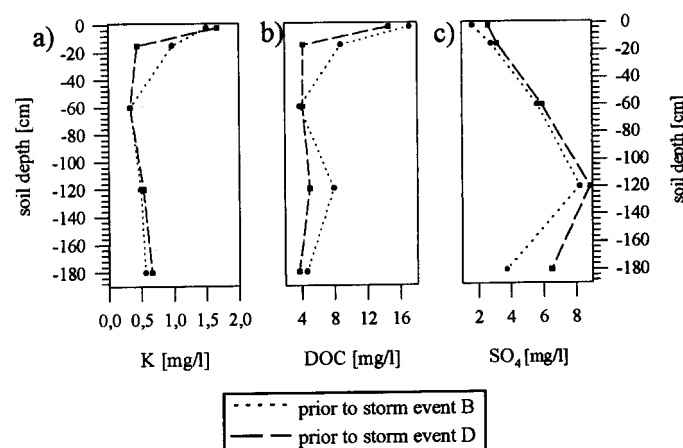 a)
b)
c)
soil depth [cm]
0
-20
-40
-60
-80
-100
-120
-140
-160
-180
0
-20
-40
-60
-80
-100
-120
-140
-160
-180
soil depth [cm]
0,0 0,5 1,0 1,5 2,0
4 8 12 16
2 4 6 8
K [mg/l]
DOC [mg/l]
SO₄ [mg/l]
prior to storm event B
prior to storm event D